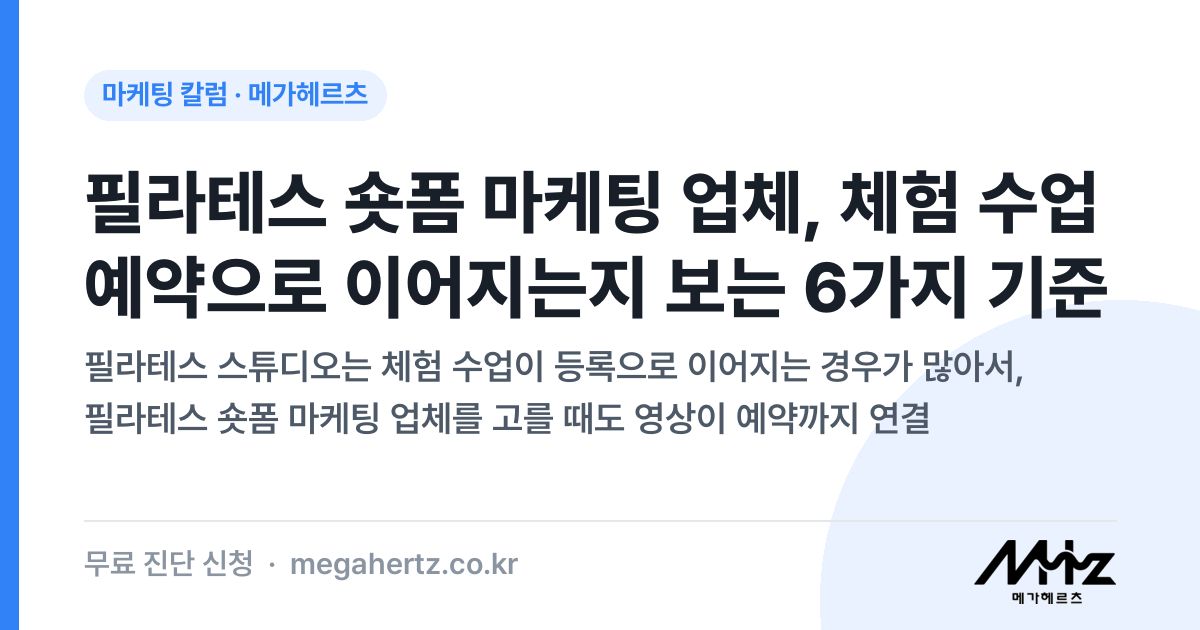 마케팅 칼럼 · 메가헤르츠
필라테스 숏폼 마케팅 업체, 체험 수업
예약으로 이어지는지 보는 6가지 기준
필라테스 스튜디오는 체험 수업이 등록으로 이어지는 경우가 많아서,
필라테스 숏폼 마케팅 업체를 고를 때도 영상이 예약까지 연결
무료 진단 신청 · megahertz.co.kr
MHz
메가헤르츠